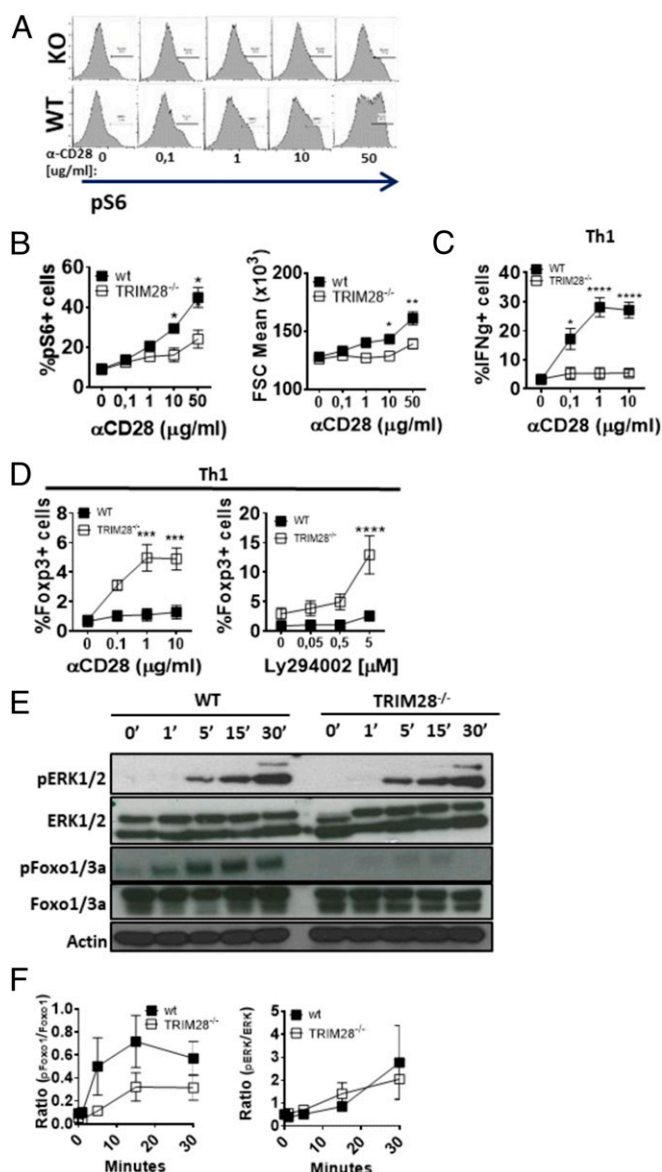 A
KO
WT
α-CD28
[ug/ml]:
0 0,1 1 10 50
pS6
B
wt
TRIM28-/-
%pS6+ cells
60
40
20
0
* * 
0 0,1 1 10 50
αCD28 (μg/ml)
wt
TRIM28-/-
FSC Mean (x10³)
200
175
150
125
100
* **
0 0,1 1 10 50
αCD28 (μg/ml)
C
Th1
WT
TRIM28-/-
%IFNg+ cells
40
30
20
10
0
* **** ****
0 0,1 1 10
αCD28 (μg/ml)
D
Th1
WT
TRIM28-/-
%Foxp3+ cells
8
6
4
2
0
*** ***
0 0.1 1 10
αCD28 (μg/ml)
WT
TRIM28-/-
%Foxp3+ cells
20
15
10
5
0
****
0 0,05 0,5 5
Ly294002 [μM]
E
WT TRIM28-/-
0’ 1’ 5’ 15’ 30’ 0’ 1’ 5’ 15’ 30’
pERK1/2
ERK1/2
pFoxo1/3a
Foxo1/3a
Actin
F
wt
TRIM28-/-
Ratio (pFoxo1/Foxo1)
1.0
0.8
0.6
0.4
0.2
0
0 10 20 30
Minutes
wt
TRIM28-/-
Ratio (pERK/ERK)
5
4
3
2
1
0
0 10 20 30
Minutes